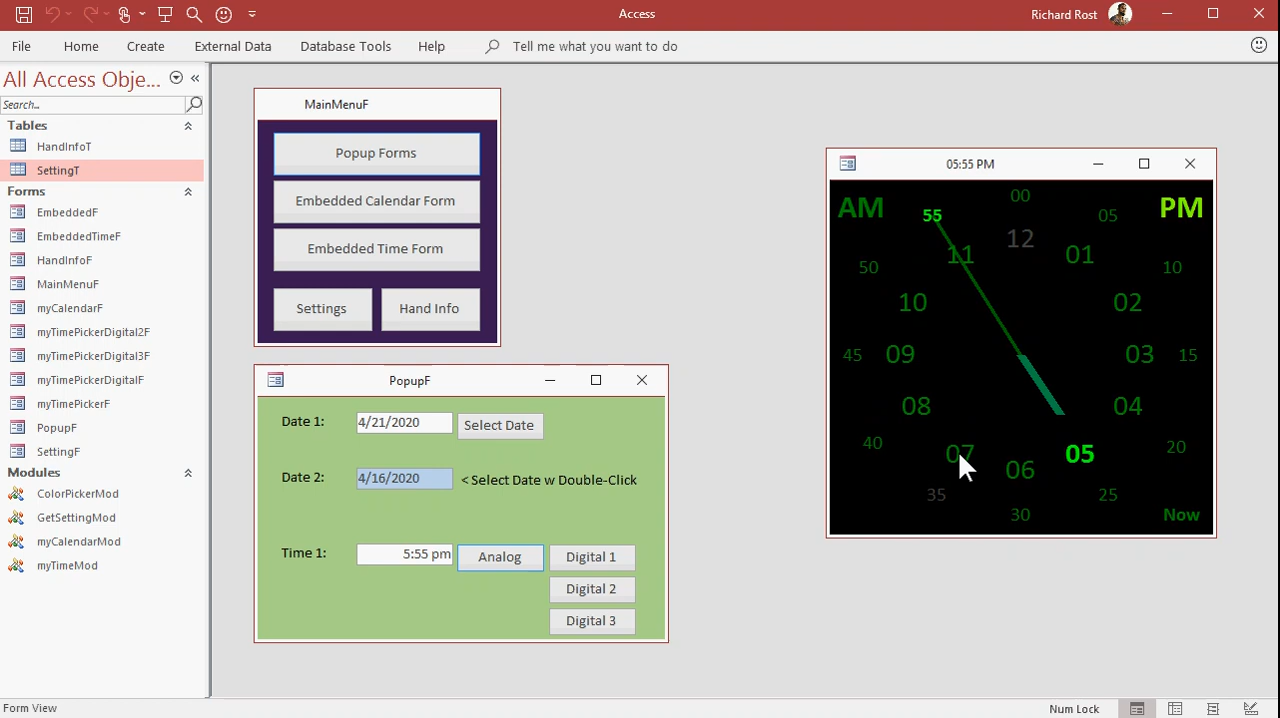 Access
Richard Rost
File Home Create External Data Database Tools Help Tell me what you want to do
All Access Obje...
Search...
Tables
HandInfoT
SettingT
Forms
EmbeddedF
EmbeddedTimeF
HandInfoF
MainMenuF
myCalendarF
myTimePickerDigital2F
myTimePickerDigital3F
myTimePickerDigitalF
myTimePickerF
PopupF
SettingF
Modules
ColorPickerMod
GetSettingMod
myCalendarMod
myTimeMod
MainMenuF
Popup Forms
Embedded Calendar Form
Embedded Time Form
Settings Hand Info
PopupF
Date 1: 4/21/2020 Select Date
Date 2: 4/16/2020 < Select Date w Double-Click
Time 1: 5:55 pm Analog Digital 1
Digital 2
Digital 3
05:55 PM
AM 55 00 05 PM
12
11 01
50 10
10 02
45 09 03 15
08 04
40 07 05 20
06
35 25
30 Now
Form View
Num Lock